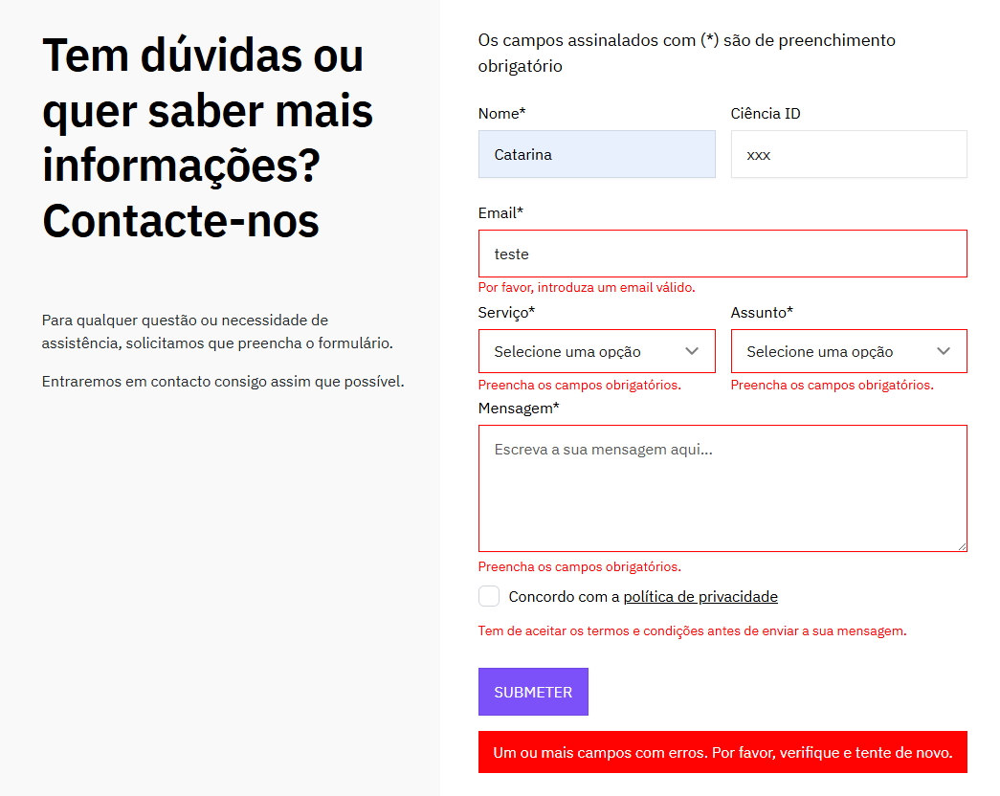 Tem dúvidas ou
quer saber mais
informações?
Contacte-nos
Para qualquer questão ou necessidade de
assistência, solicitamos que preencha o formulário.
Entraremos em contacto consigo assim que possível.
Os campos assinalados com (*) são de preenchimento
obrigatório
Nome*
Ciência ID
Catarina
xxx
Email*
teste
Por favor, introduza um email válido.
Serviço*
Assunto*
Selecione uma opção
Selecione uma opção
Preencha os campos obrigatórios.
Preencha os campos obrigatórios.
Mensagem*
Escreva a sua mensagem aqui...
Preencha os campos obrigatórios.
Concordo com a política de privacidade
Tem de aceitar os termos e condições antes de enviar a sua mensagem.
SUBMETER
Um ou mais campos com erros. Por favor, verifique e tente de novo.